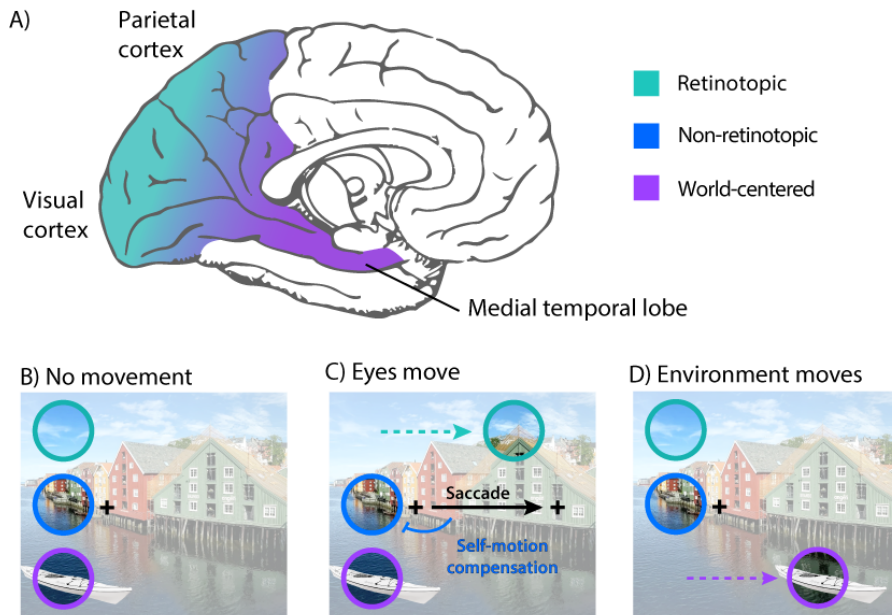 A)
Parietal
cortex
Visual
cortex
Medial temporal lobe
Retinotopic
Non-retinotopic
World-centered
B) No movement
C) Eyes move
Saccade
Self-motion
compensation
D) Environment moves